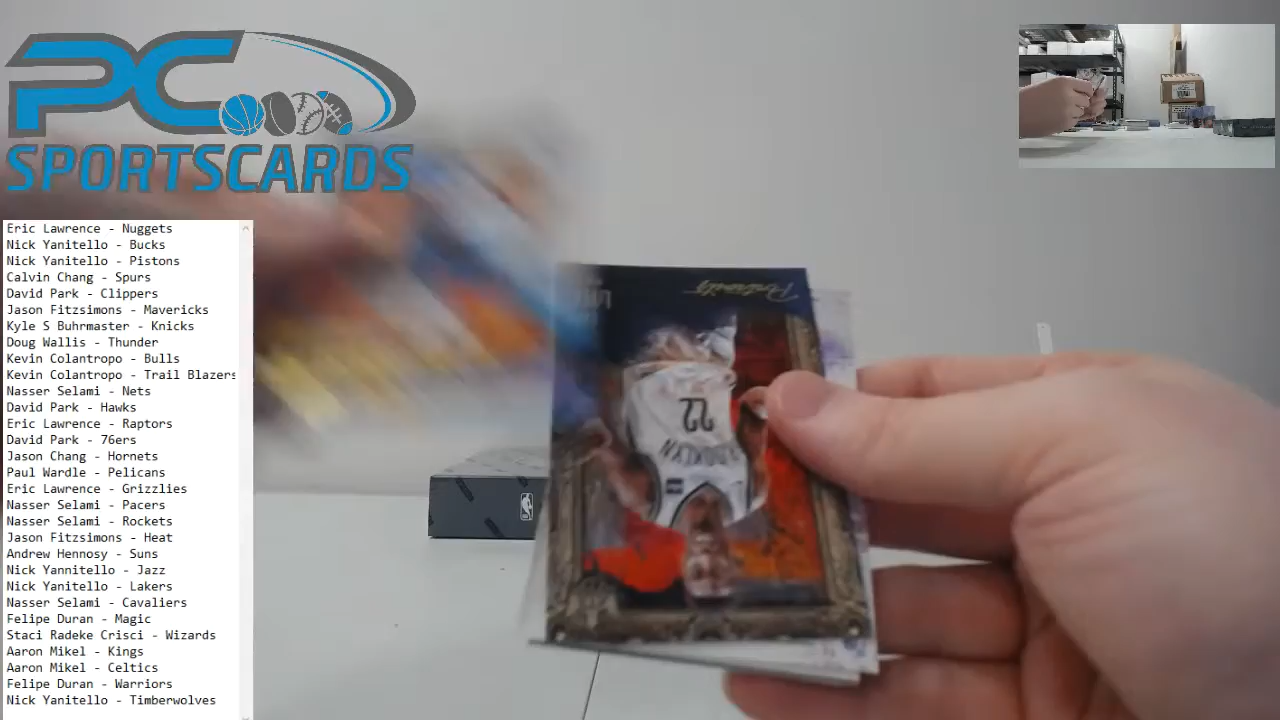 PC
SPORTSCARDS
Eric Lawrence - Nuggets
Nick Yanitello - Bucks
Nick Yanitello - Pistons
Calvin Chang - Spurs
David Park - Clippers
Jason Fitzsimons - Mavericks
Kyle S Buhrmaster - Knicks
Doug Wallis - Thunder
Kevin Colantropo - Bulls
Kevin Colantropo - Trail Blazers
Nasser Selami - Nets
David Park - Hawks
Eric Lawrence - Raptors
David Park - 76ers
Jason Chang - Hornets
Paul Wardle - Pelicans
Eric Lawrence - Grizzlies
Nasser Selami - Pacers
Nasser Selami - Rockets
Jason Fitzsimons - Heat
Andrew Hennosy - Suns
Nick Yannitello - Jazz
Nick Yanitello - Lakers
Nasser Selami - Cavaliers
Felipe Duran - Magic
Staci Radeke Crisci - Wizards
Aaron Mikel - Kings
Aaron Mikel - Celtics
Felipe Duran - Warriors
Nick Yanitello - Timberwolves
Portraits
22
BROOKLYN